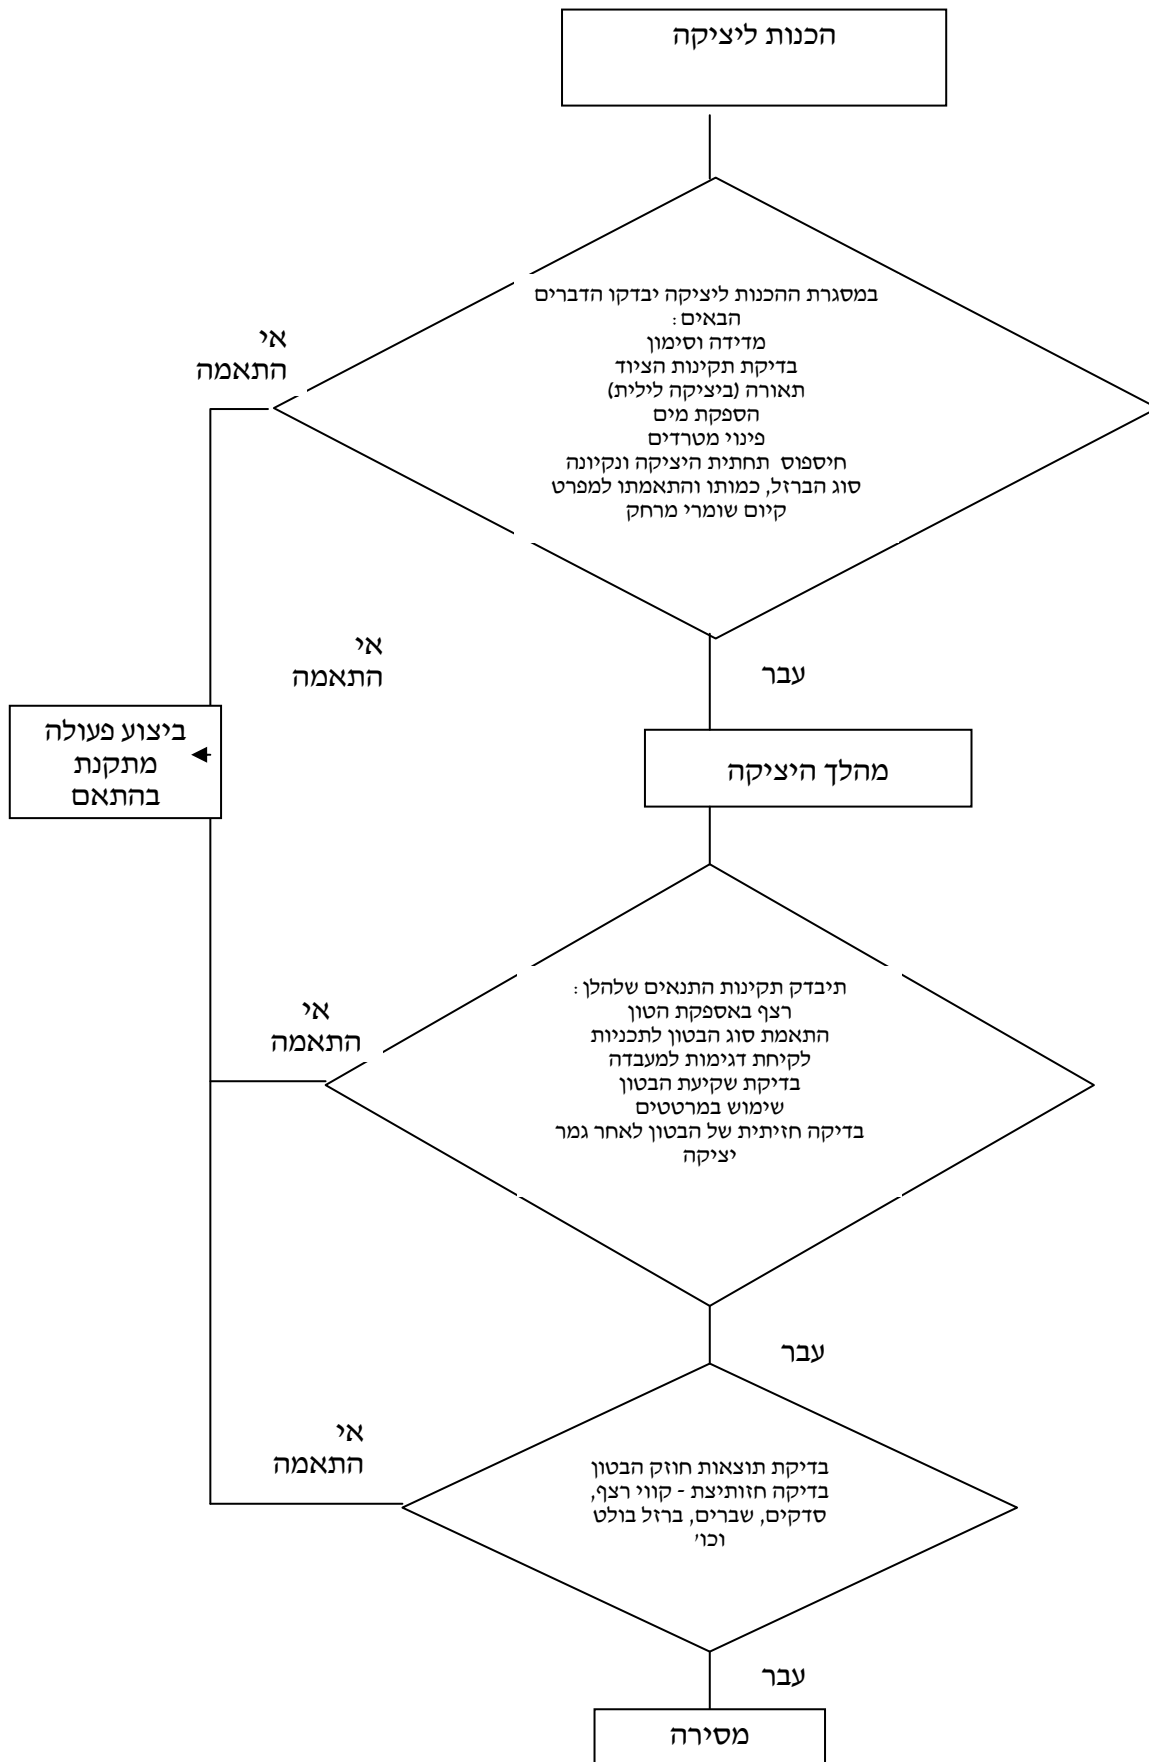 הכנות ליציקה
במסגרת ההכנות ליציקה יבדקו הדברים
הבאים:
מדידה וסימון
בדיקת תקינות הציוד
תאורה (ביציקה לילית)
הספקת מים
פינוי מטרדים
חיספוס תחתית היציקה ונקיונה
סוג הברזל, כמותו והתאמתו למפרט
קיום שומרי מרחק
אי
התאמה
אי
התאמה
עבר
ביצוע פעולה
מתקנת
בהתאם
מהלך היציקה
תיבדק תקינות התנאים שלהלן:
רצף באספקת הטון
התאמת סוג הבטון לתכניות
לקיחת דגימות למעבדה
בדיקת שקיעת הבטון
שימוש במרטטים
בדיקה חזיתית של הבטון לאחר גמר
יציקה
אי
התאמה
עבר
אי
התאמה
בדיקת תוצאות חוזק הבטון
בדיקה חזותיצת - קווי רצף,
סדקים, שברים, ברזל בולט
וכו'
עבר
מסירה